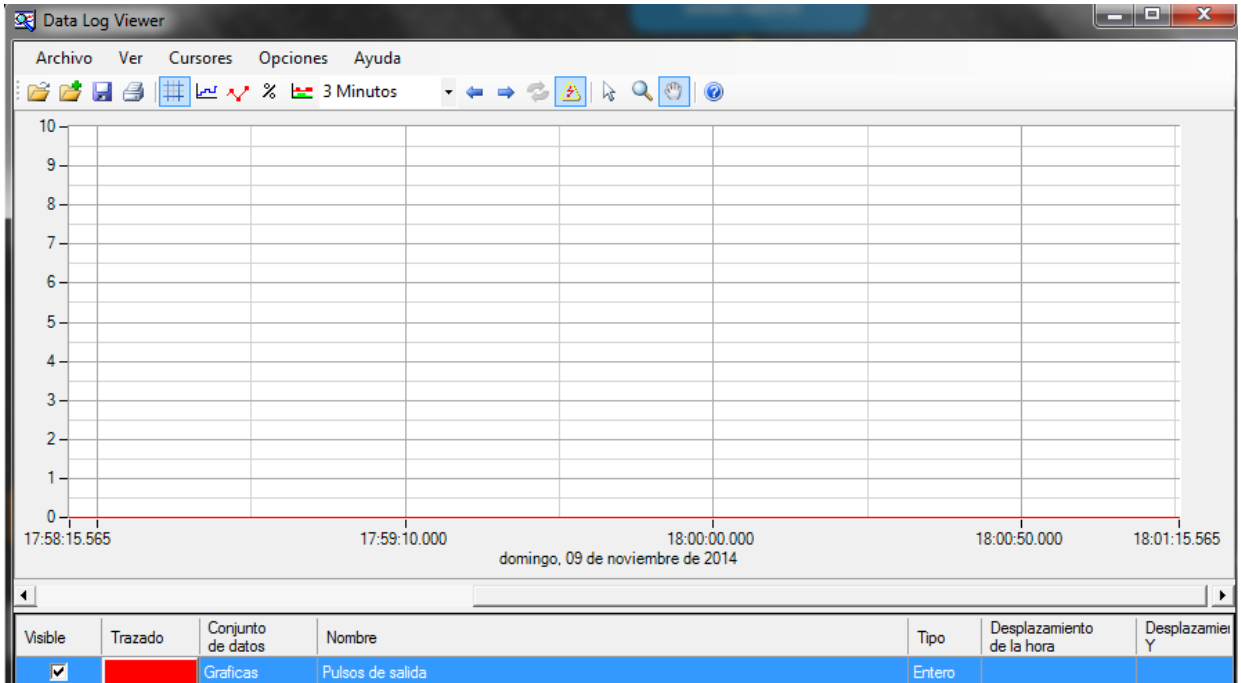 Data Log Viewer
Archivo Ver Cursores Opciones Ayuda
% 3 Minutos
10
9
8
7
6
5
4
3
2
1
0
17:58:15.565 17:59:10.000 18:00:00.000 18:00:50.000 18:01:15.565
domingo, 09 de noviembre de 2014
Visible Trazado Conjunto de datos Nombre Tipo Desplazamiento de la hora Desplazamie Y
Graficas Pulsos de salida Entero